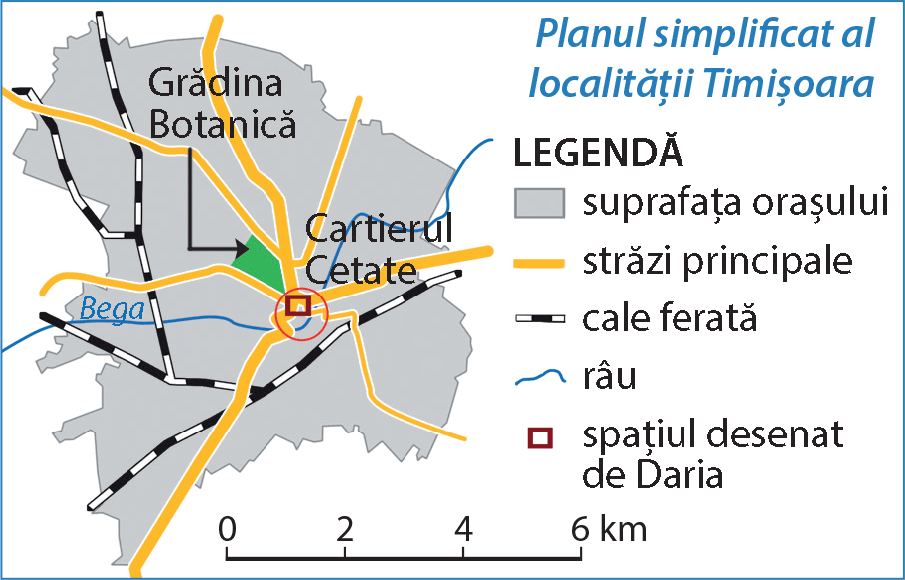 Planul simplificat al
localității Timișoara
Grădina
Botanică
Cartierul
Cetate
Bega
LEGENDĂ
suprafața orașului
străzi principale
cale ferată
râu
spațiul desenat
de Daria
0 2 4 6 km